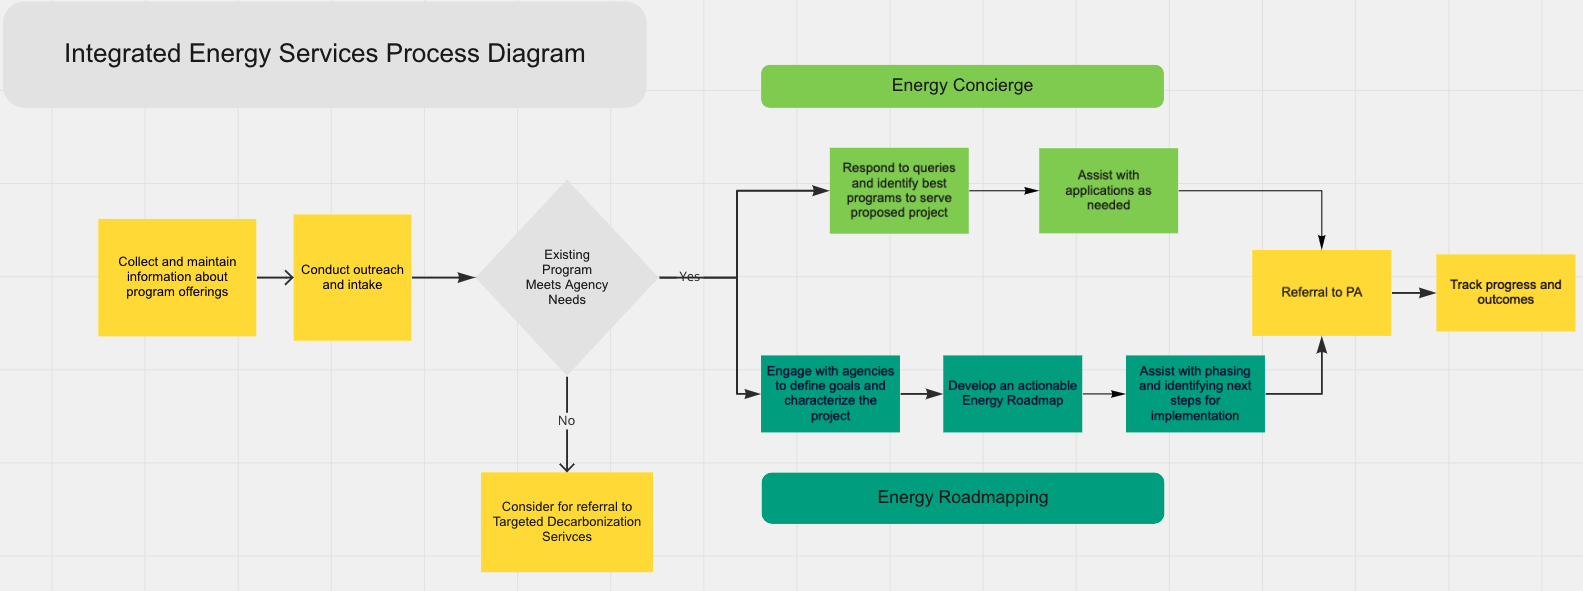 Integrated Energy Services Process Diagram
Energy Concierge
Respond to queries
and identify best
programs to serve
proposed project
Assist with
applications as
needed
Collect and maintain
information about
program offerings
Conduct outreach
and intake
Existing
Program
Meets Agency
Needs
Yes
Referral to PA
Track progress and
outcomes
Engage with agencies
to define goals and
characterize the
project
Develop an actionable
Energy Roadmap
Assist with phasing
and identifying next
steps for
implementation
No
Consider for referral to
Targeted Decarbonization
Serivces
Energy Roadmapping